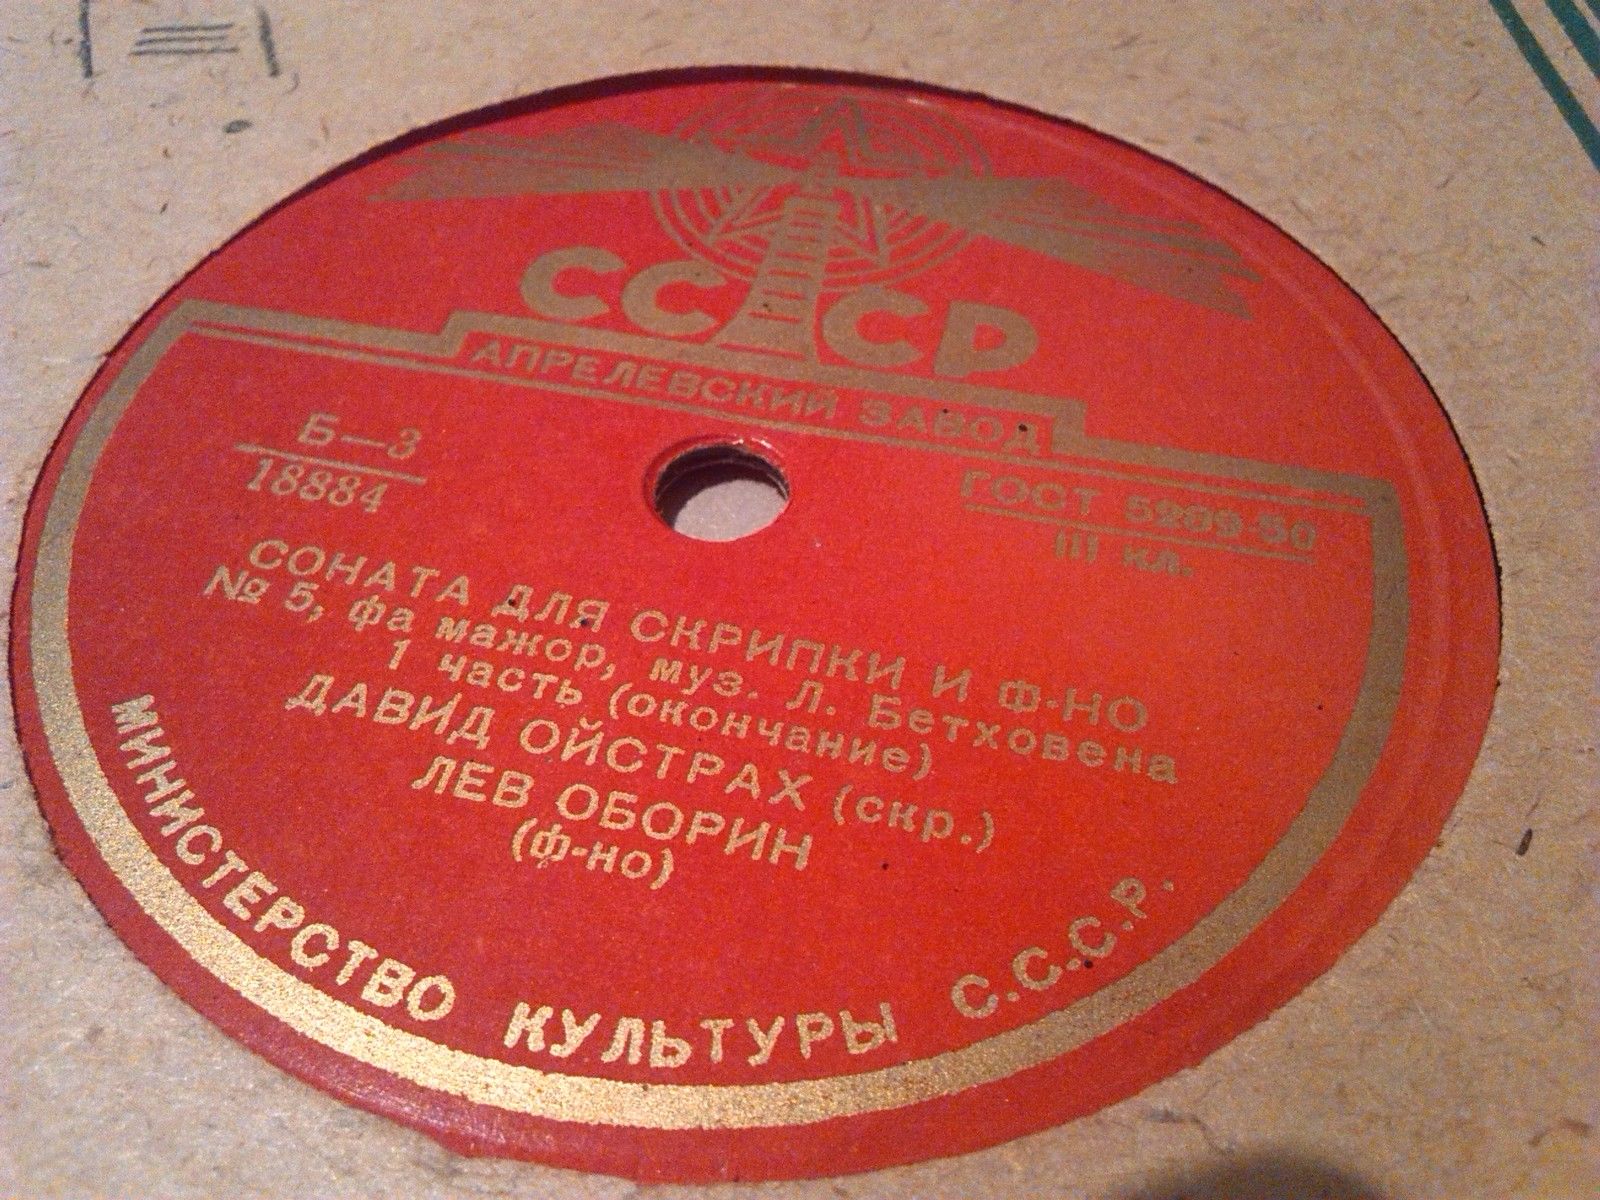 СССР
АПРЕЛЕВСКИЙ ЗАВОД
Б—3
18884
ГОСТ 5289-50
III кл.
СОНАТА ДЛЯ СКРИПКИ И Ф-НО
№ 5, фа мажор, муз. Л. Бетховена
1 часть (окончание)
ДАВИД ОЙСТРАХ (скр.)
ЛЕВ ОБОРИН
(ф-но)
МИНИСТЕРСТВО КУЛЬТУРЫ С.С.С.Р.